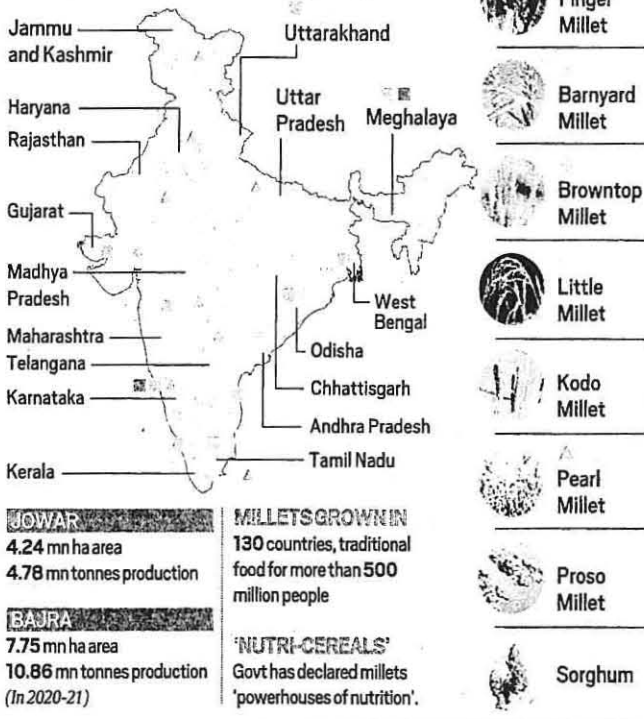 Jammu
and Kashmir
Uttarakhand
Haryana
Uttar
Pradesh
Meghalaya
Rajasthan
Gujarat
Madhya
Pradesh
West
Bengal
Maharashtra
Odisha
Telangana
Chhattisgarh
Karnataka
Andhra Pradesh
Tamil Nadu
Kerala
Finger
Millet
Barnyard
Millet
Browntop
Millet
Little
Millet
Kodo
Millet
Pearl
Millet
Proso
Millet
Sorghum
JOWAR
4.24 mn ha area
4.78 mn tonnes production
BAJRA
7.75 mn ha area
10.86 mn tonnes production
(In 2020-21)
MILLETS GROWN IN
130 countries, traditional
food for more than 500
million people
'NUTRI-CEREALS'
Govt has declared millets
'powerhouses of nutrition'.